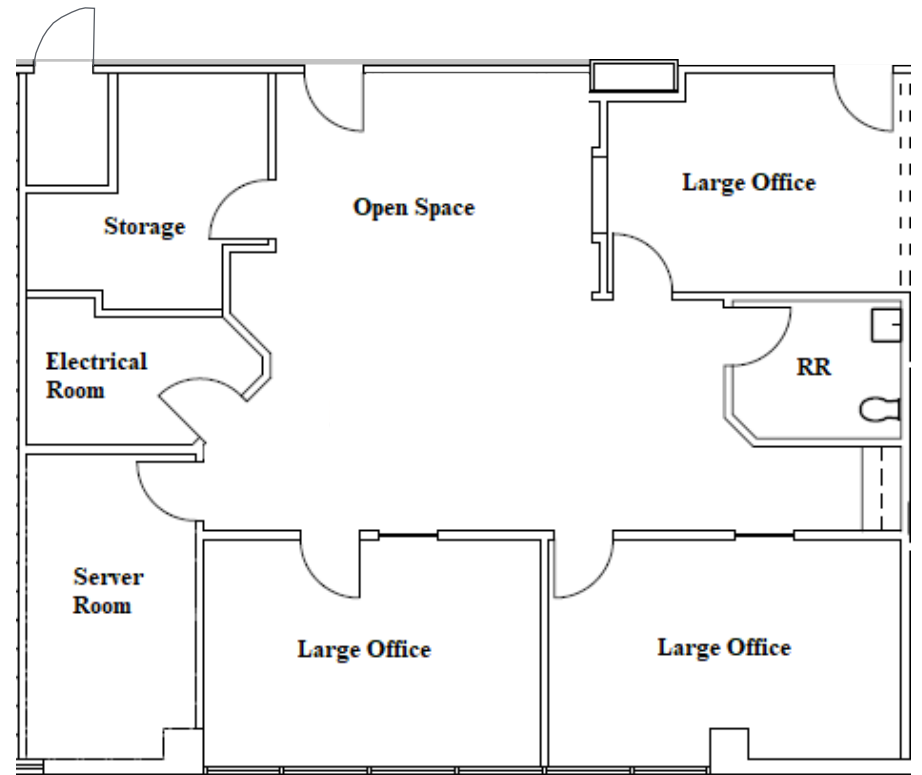 Large Office
Open Space
Storage
Electrical
Room
RR
Server
Room
Large Office
Large Office